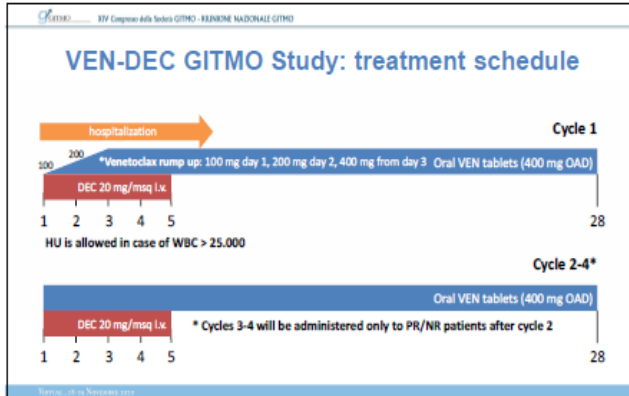 GITMO
XIV Congresso della Società GITMO - RIUNIONE NAZIONALE GITMO
VEN-DEC GITMO Study: treatment schedule
hospitalization
Cycle 1
100
200
*Venetoclax rump up: 100 mg day 1, 200 mg day 2, 400 mg from day 3 Oral VEN tablets (400 mg OAD)
DEC 20 mg/msq i.v.
1 2 3 4 5 28
HU is allowed in case of WBC > 25.000
Cycle 2-4*
Oral VEN tablets (400 mg OAD)
DEC 20 mg/msq i.v.
* Cycles 3-4 will be administered only to PR/NR patients after cycle 2
1 2 3 4 5 28